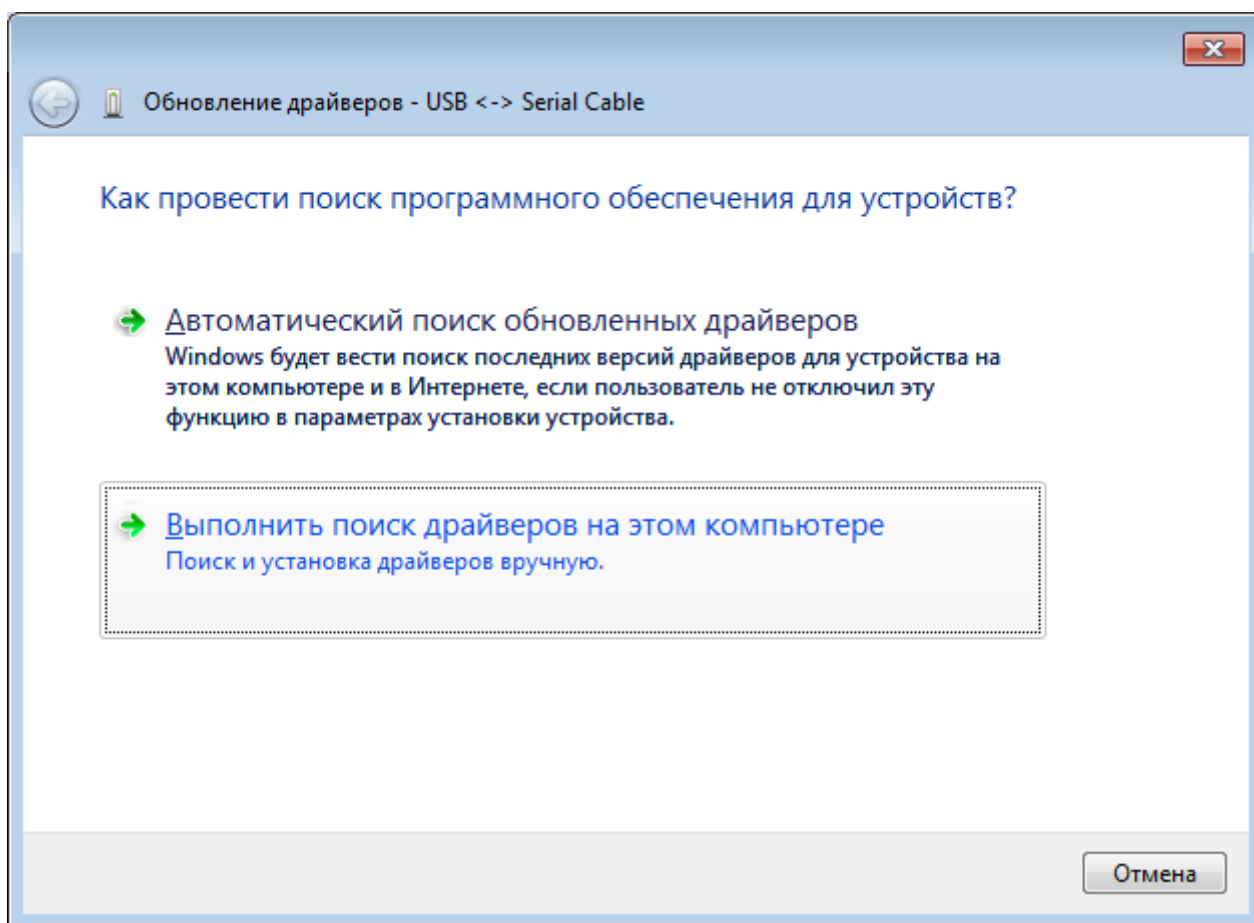 Обновление драйверов - USB <-> Serial Cable
Как провести поиск программного обеспечения для устройств?
Автоматический поиск обновленных драйверов
Windows будет вести поиск последних версий драйверов для устройства на
этом компьютере и в Интернете, если пользователь не отключил эту
функцию в параметрах установки устройства.
Выполнить поиск драйверов на этом компьютере
Поиск и установка драйверов вручную.
Отмена